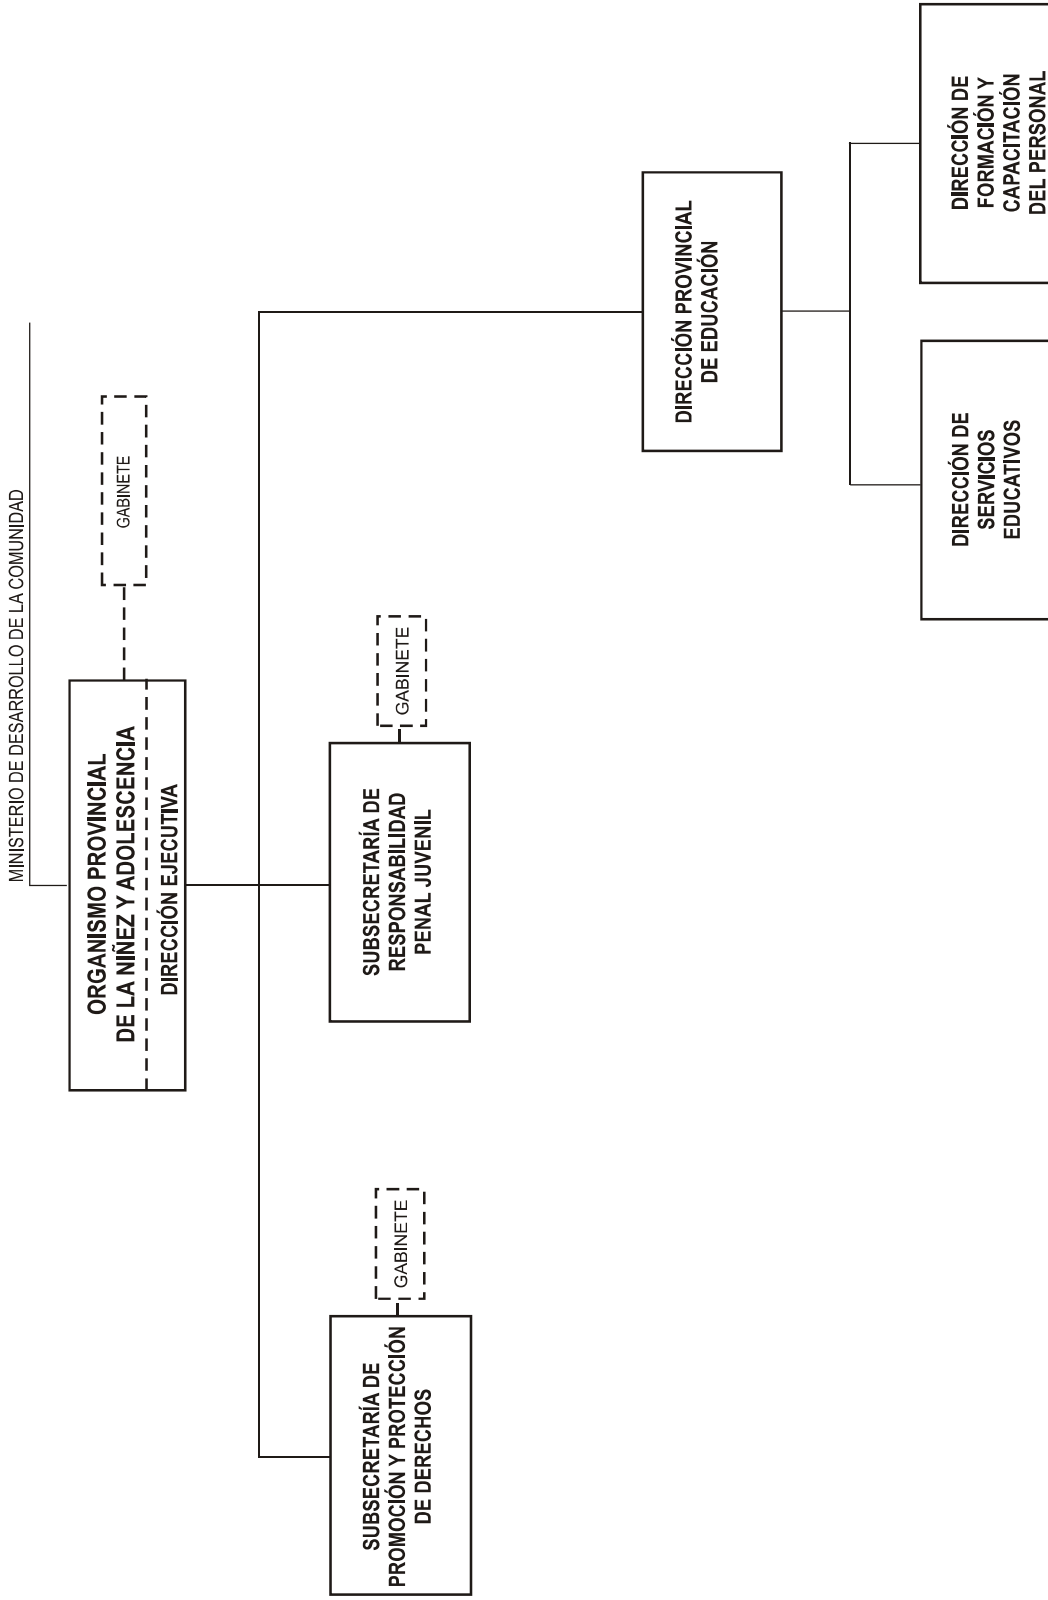 MINISTERIO DE DESARROLLO DE LA COMUNIDAD
ORGANISMO PROVINCIAL
DE LA NIÑEZ Y ADOLESCENCIA
DIRECCIÓN EJECUTIVA
GABINETE
SUBSECRETARÍA DE
PROMOCIÓN Y PROTECCIÓN
DE DERECHOS
GABINETE
SUBSECRETARÍA DE
RESPONSABILIDAD
PENAL JUVENIL
GABINETE
DIRECCIÓN PROVINCIAL
DE EDUCACIÓN
DIRECCIÓN DE
SERVICIOS
EDUCATIVOS
DIRECCIÓN DE
FORMACIÓN Y
CAPACITACIÓN
DEL PERSONAL